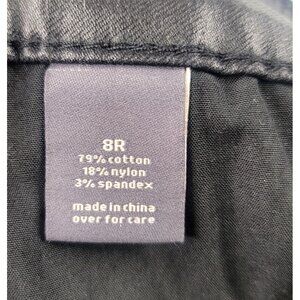 8R
79% cotton
18% nylon
3% spandex
made in china
over for care